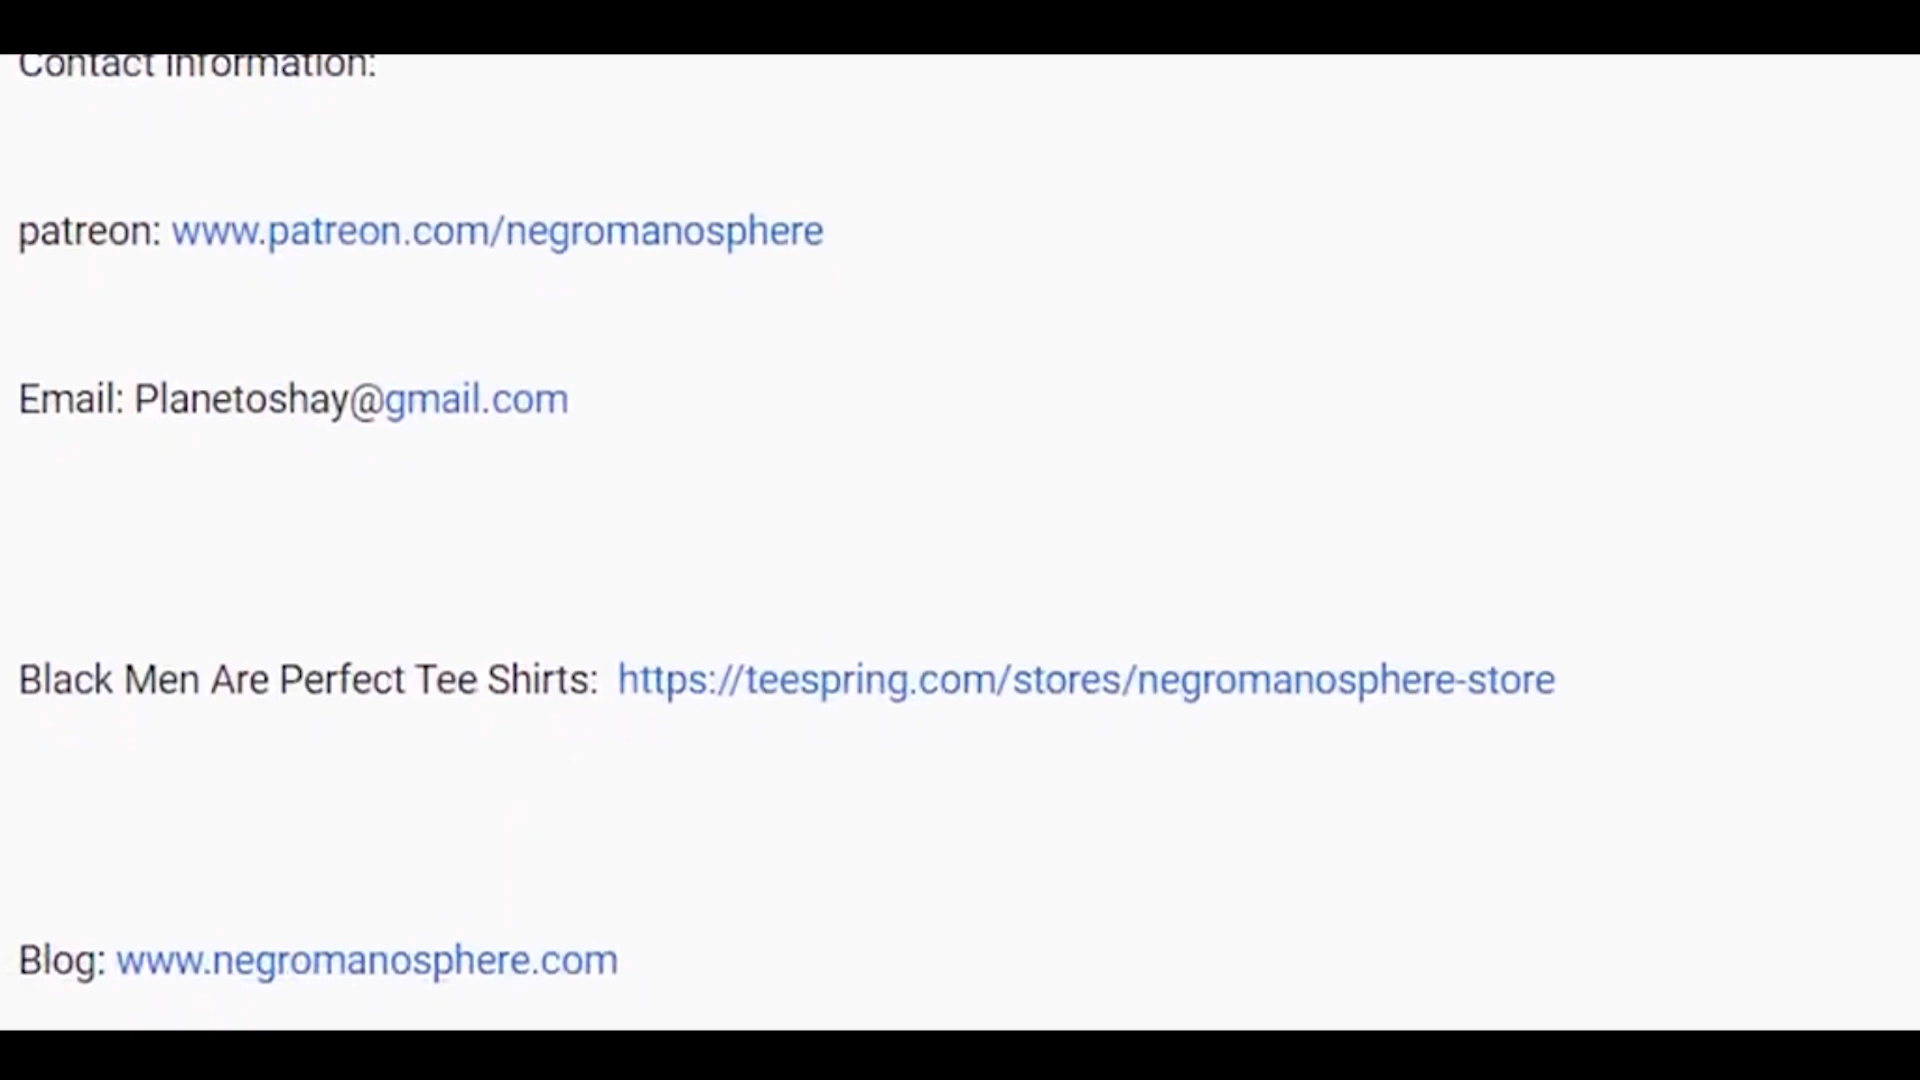 Contact Information:
patreon: www.patreon.com/negromanosphere
Email: Planetoshay@gmail.com
Black Men Are Perfect Tee Shirts: https://teespring.com/stores/negromanosphere-store
Blog: www.negromanosphere.com